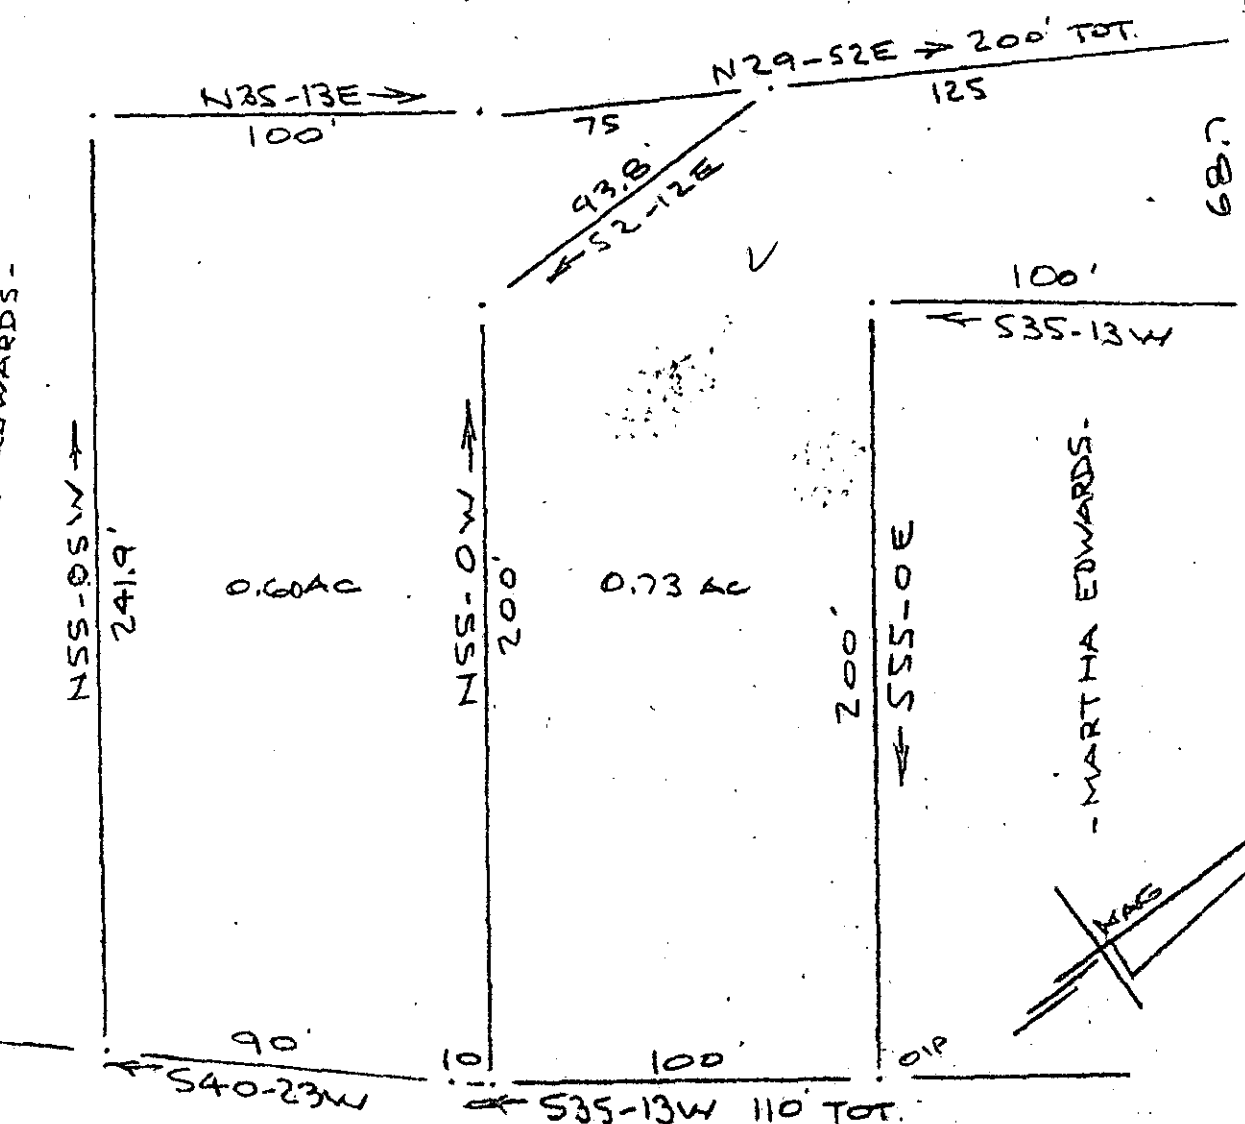 N29-52E → 200' TOT.
N35-13E →
100'
75
125
93.8'
← S2-12E
100'
← S35-13W
N55-05W →
241.9'
0.60AC
N55-0W →
200'
0.73 AC
200'
← S55-0E
-MARTHA EDWARDS-
MAG
OIP
90'
← S40-23W
10
100
← S35-13W 110' TOT.